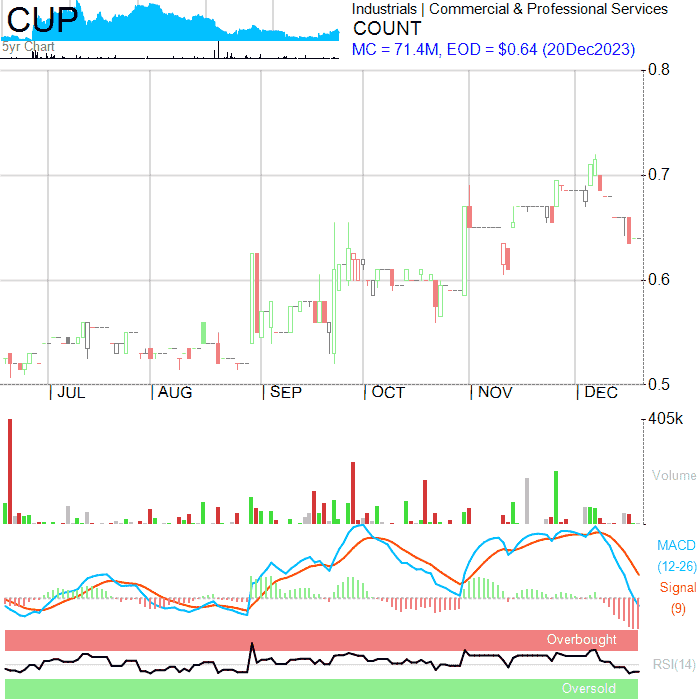 CUP
5yr Chart
Industrials | Commercial & Professional Services
COUNT
MC = 71.4M, EOD = $0.64 (20Dec2023)
0.8
0.7
0.6
0.5
| JUL
| AUG
| SEP
| OCT
| NOV
| DEC
405k
Volume
MACD
(12-26)
Signal
(9)
Overbought
RSI(14)
Oversold